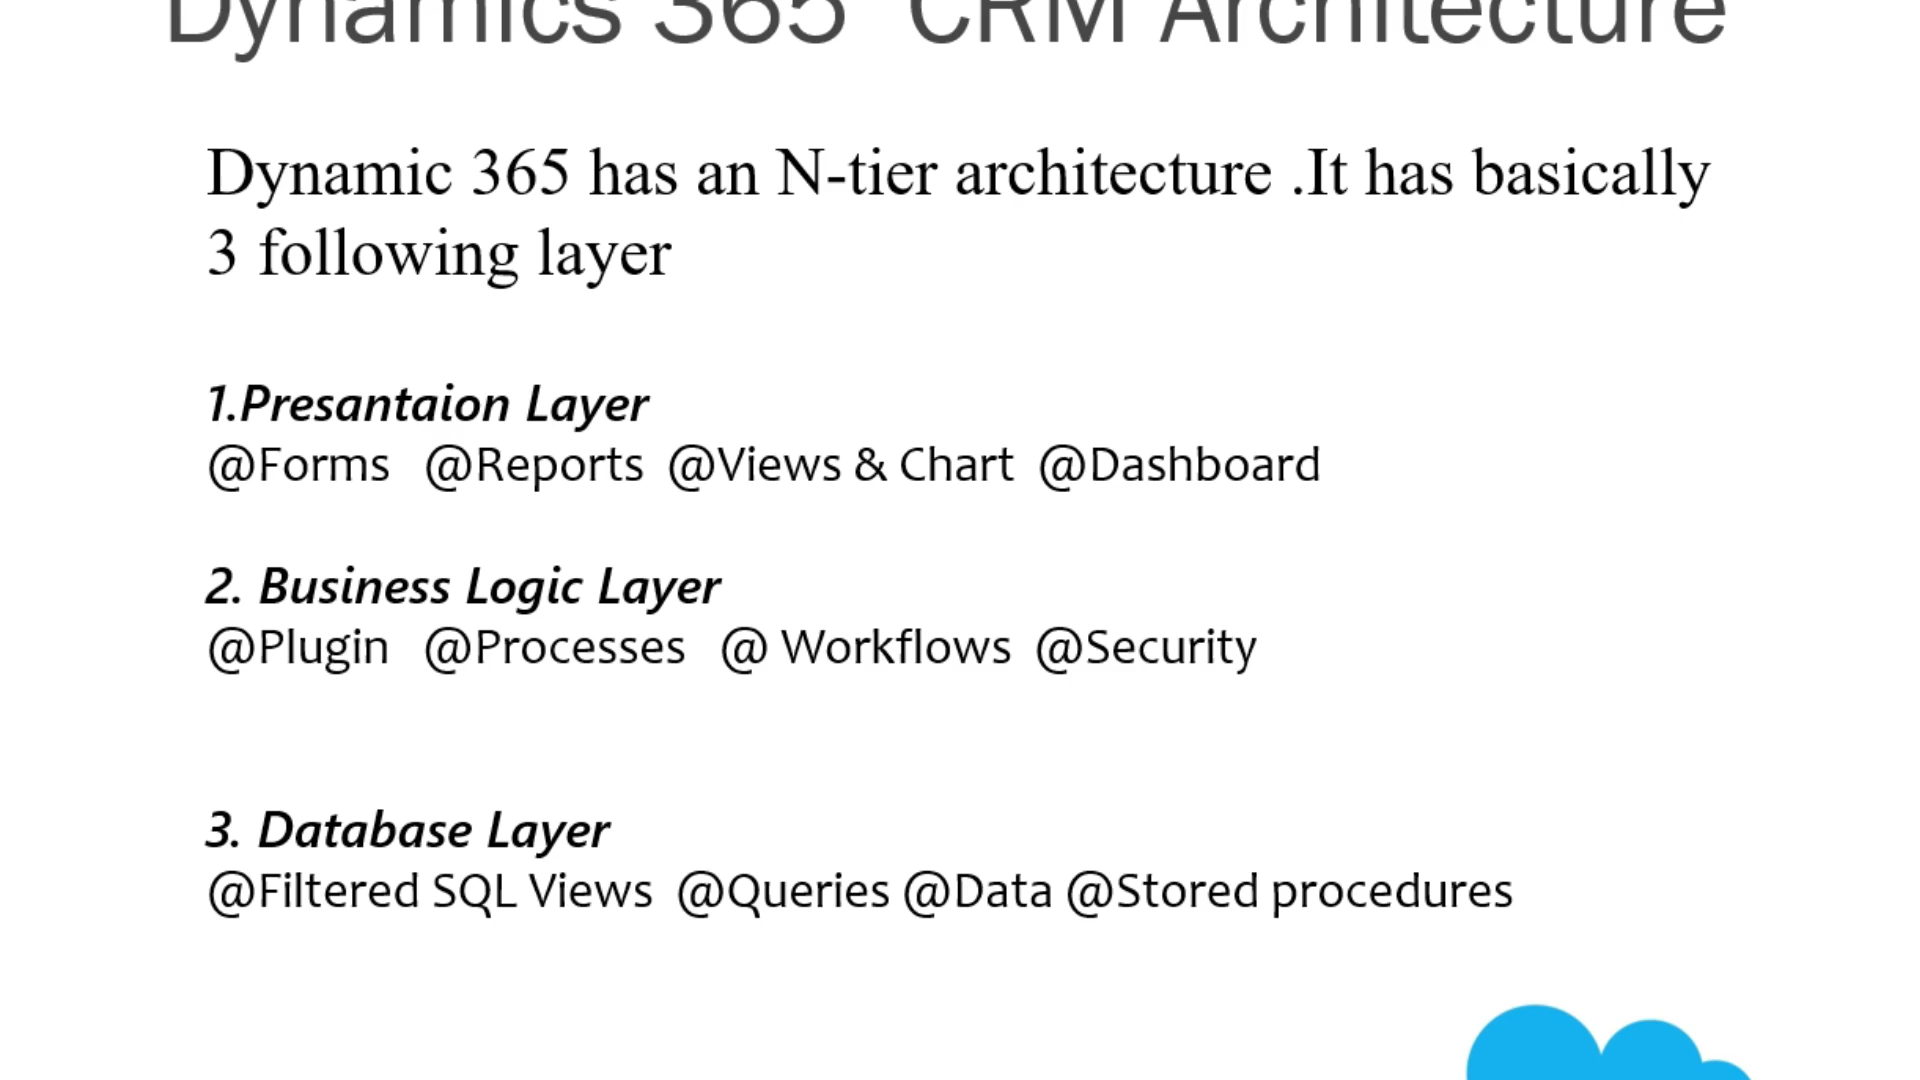 Dynamics 365 CRM Architecture
Dynamic 365 has an N-tier architecture .It has basically
3 following layer
1.Presantaion Layer
@Forms @Reports @Views & Chart @Dashboard
2. Business Logic Layer
@Plugin @Processes @ Workflows @Security
3. Database Layer
@Filtered SQL Views @Queries @Data @Stored procedures